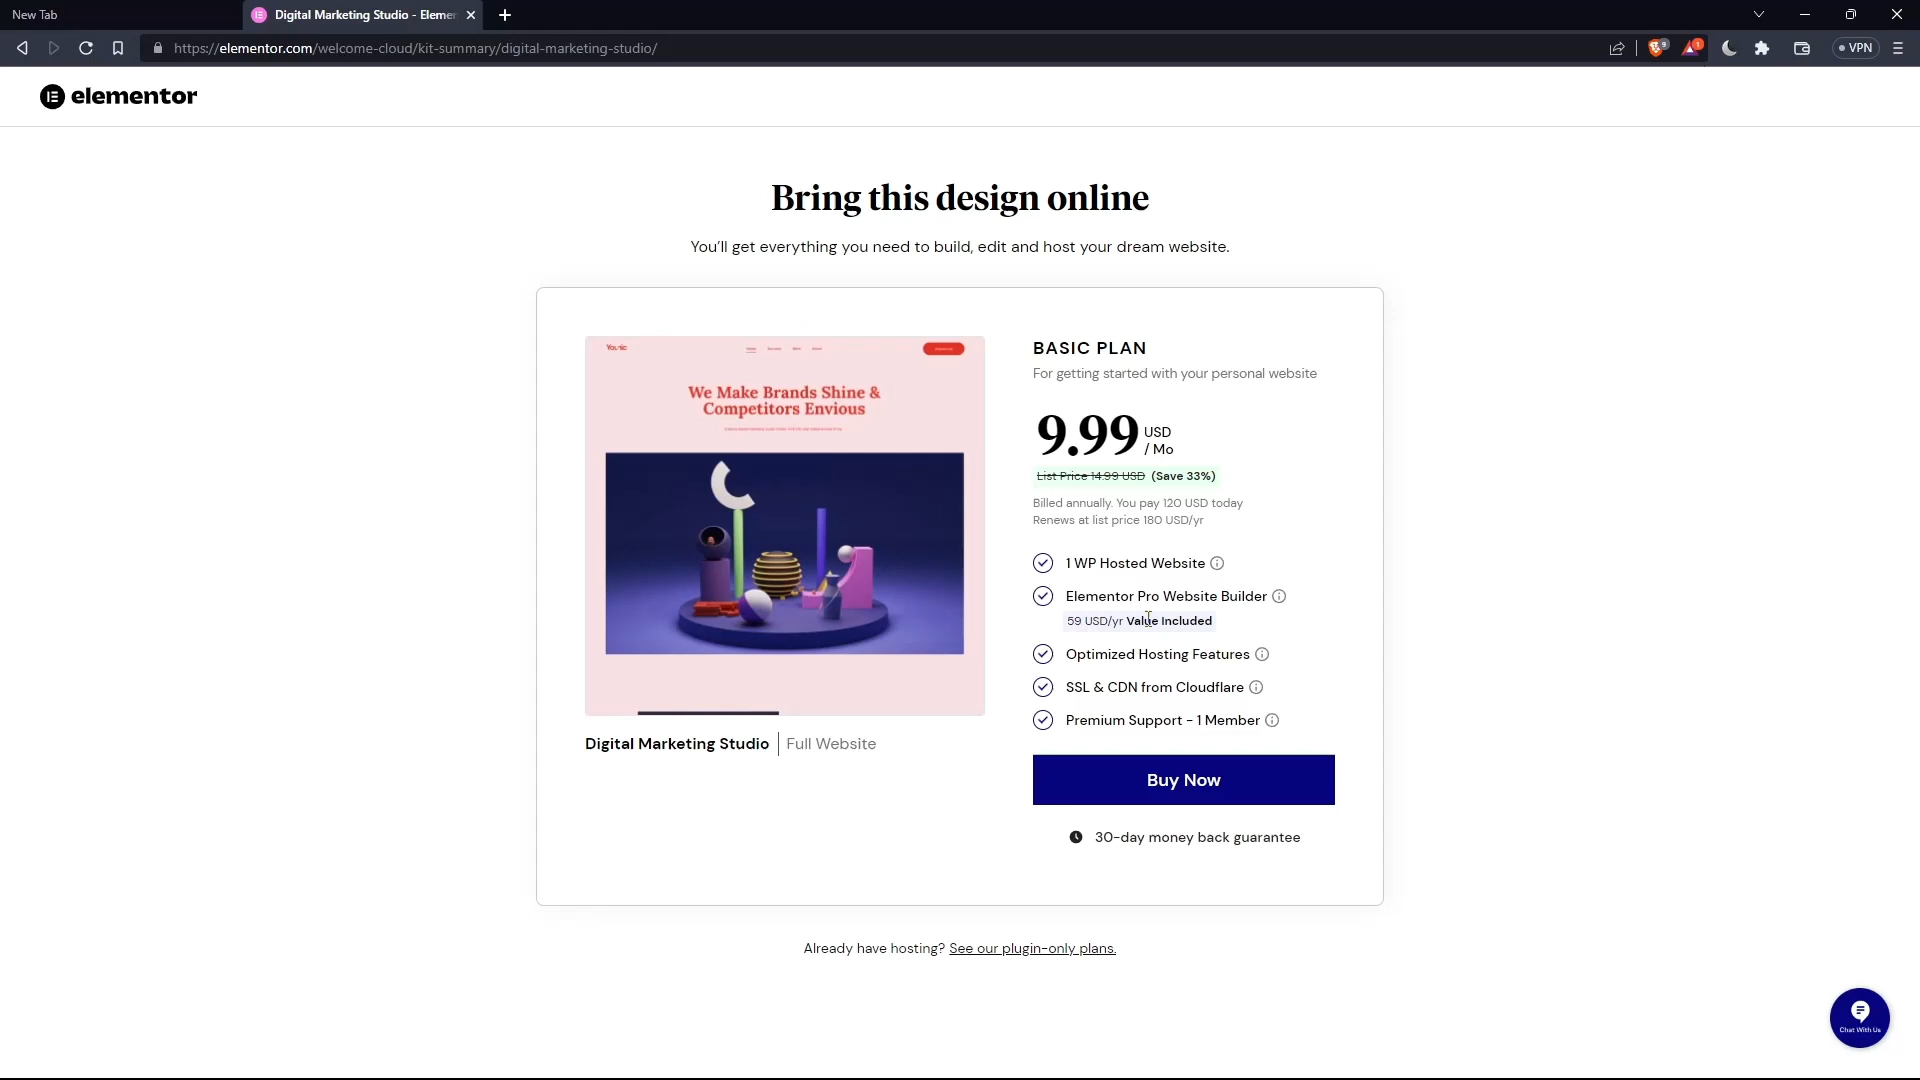 New Tab
Digital Marketing Studio - Elemen
https://elementor.com/welcome-cloud/kit-summary/digital-marketing-studio/
9
1
VPN
elementor
Bring this design online
You'll get everything you need to build, edit and host your dream website.
We Make Brands Shine &
Competitors Envious
Digital Marketing Studio | Full Website
BASIC PLAN
For getting started with your personal website
9.99 USD
/ Mo
List Price 14.99 USD (Save 33%)
Billed annually. You pay 120 USD today
Renews at list price 180 USD/yr
1 WP Hosted Website
Elementor Pro Website Builder
59 USD/yr Value Included
Optimized Hosting Features
SSL & CDN from Cloudflare
Premium Support - 1 Member
Buy Now
30-day money back guarantee
Already have hosting? See our plugin-only plans.
Chat With Us